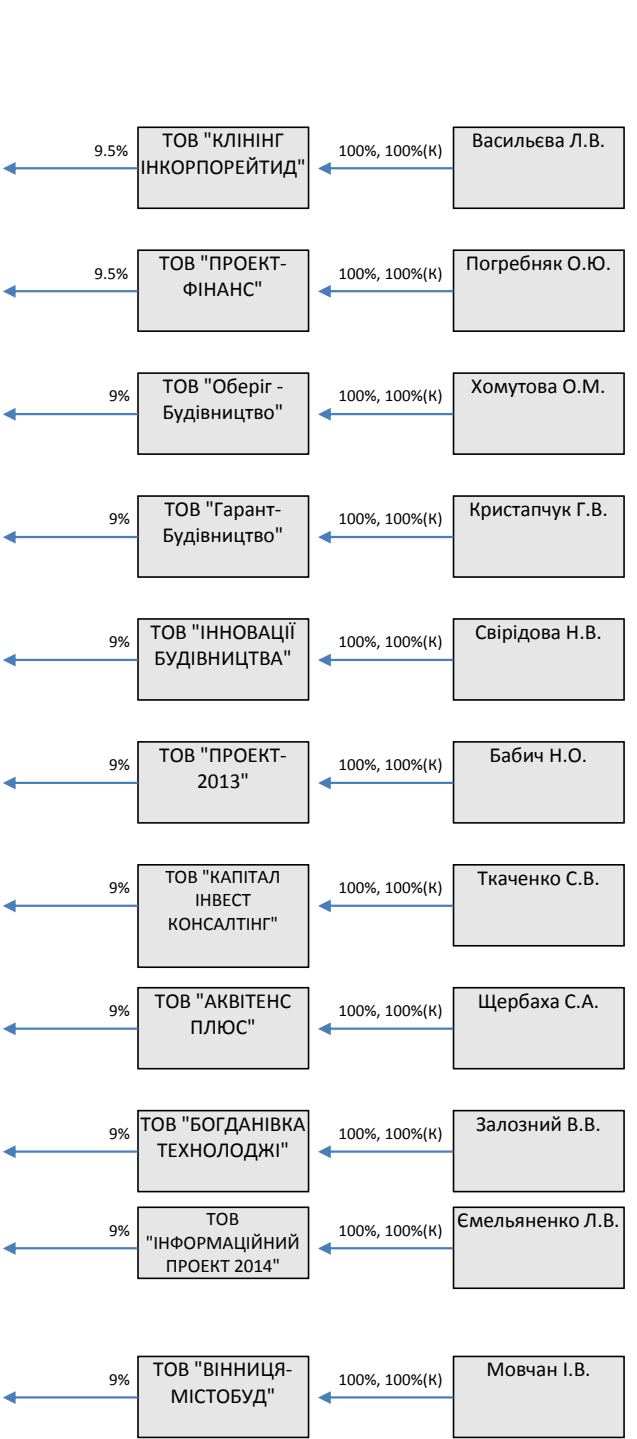 9.5%
ТОВ "КЛІНІНГ
ІНКОРПОРЕЙТИД"
100%, 100%(К)
Васильєва Л.В.
9.5%
ТОВ "ПРОЕКТ-
ФІНАНС"
100%, 100%(К)
Погребняк О.Ю.
9%
ТОВ "Оберіг -
Будівництво"
100%, 100%(К)
Хомутова О.М.
9%
ТОВ "Гарант-
Будівництво"
100%, 100%(К)
Кристапчук Г.В.
9%
ТОВ "ІННОВАЦІЇ
БУДІВНИЦТВА"
100%, 100%(К)
Свірідова Н.В.
9%
ТОВ "ПРОЕКТ-
2013"
100%, 100%(К)
Бабич Н.О.
9%
ТОВ "КАПІТАЛ
ІНВЕСТ
КОНСАЛТІНГ"
100%, 100%(К)
Ткаченко С.В.
9%
ТОВ "АКВІТЕНС
ПЛЮС"
100%, 100%(К)
Щербаха С.А.
9%
ТОВ "БОГДАНІВКА
ТЕХНОЛОДЖІ"
100%, 100%(К)
Залозний В.В.
9%
ТОВ
"ІНФОРМАЦІЙНИЙ
ПРОЕКТ 2014"
100%, 100%(К)
Ємельяненко Л.В.
9%
ТОВ "ВІННИЦЯ-
МІСТОБУД"
100%, 100%(К)
Мовчан І.В.